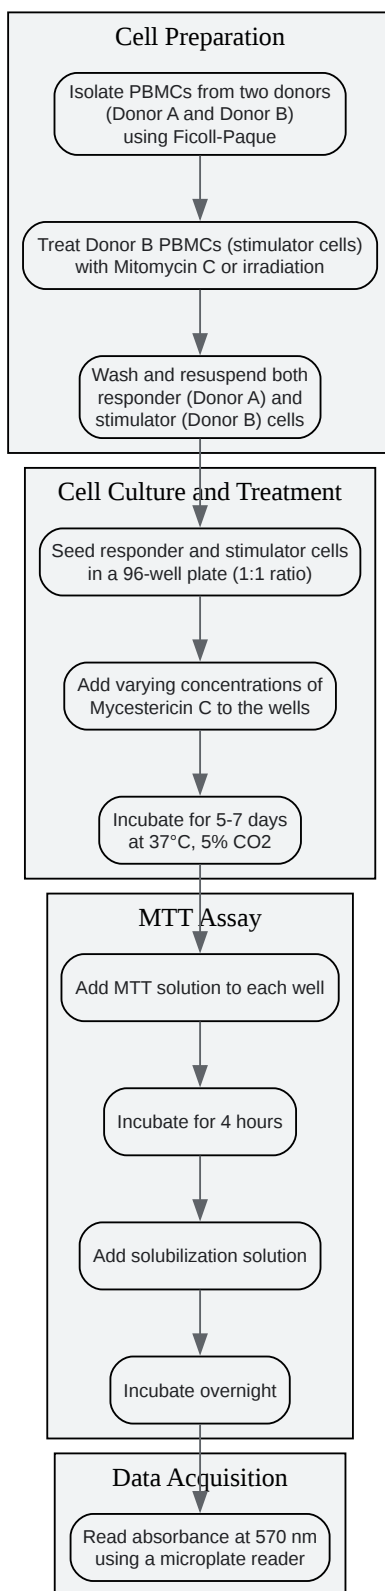 Cell Preparation
Isolate PBMCs from two donors
(Donor A and Donor B)
using Ficoll-Paque
Treat Donor B PBMCs (stimulator cells)
with Mitomycin C or irradiation
Wash and resuspend both
responder (Donor A) and
stimulator (Donor B) cells
Cell Culture and Treatment
Seed responder and stimulator cells
in a 96-well plate (1:1 ratio)
Add varying concentrations of
Mycestericin C to the wells
Incubate for 5-7 days
at 37°C, 5% CO2
MTT Assay
Add MTT solution to each well
Incubate for 4 hours
Add solubilization solution
Incubate overnight
Data Acquisition
Read absorbance at 570 nm
using a microplate reader